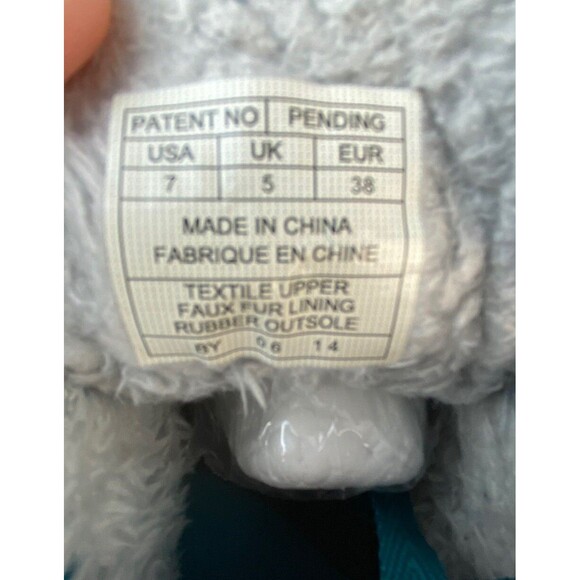 PATENT NO PENDING
USA UK EUR
7 5 38
MADE IN CHINA
FABRIQUE EN CHINE
TEXTILE UPPER
FAUX FUR LINING
RUBBER OUTSOLE
BY 06 14